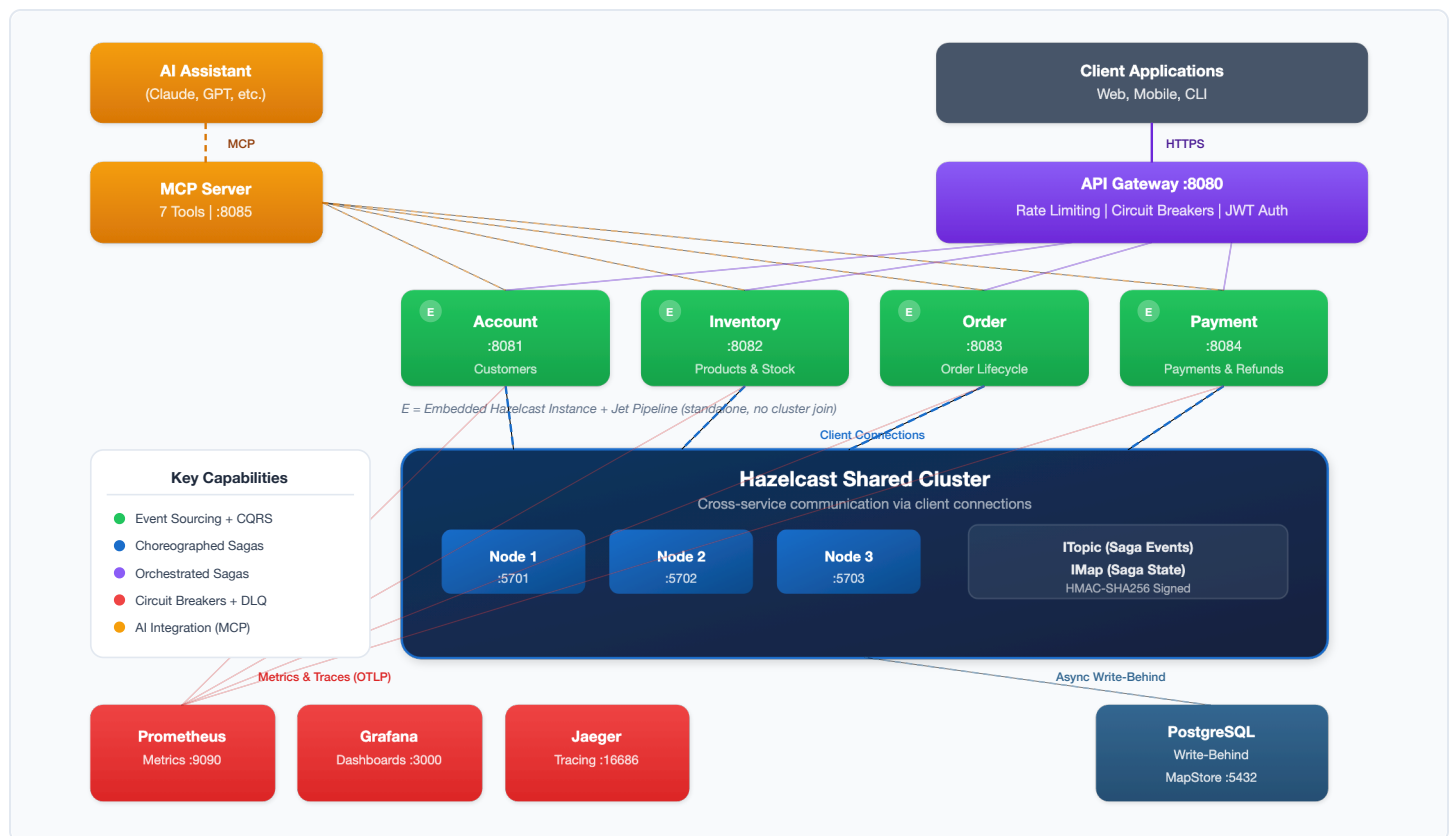 AI Assistant
(Claude, GPT, etc.)
MCP
MCP Server
7 Tools | :8085
Client Applications
Web, Mobile, CLI
HTTPS
API Gateway :8080
Rate Limiting | Circuit Breakers | JWT Auth
E
Account
:8081
Customers
E
Inventory
:8082
Products & Stock
E
Order
:8083
Order Lifecycle
E
Payment
:8084
Payments & Refunds
E = Embedded Hazelcast Instance + Jet Pipeline (standalone, no cluster join)
Client Connections
Key Capabilities
Event Sourcing + CQRS
Choreographed Sagas
Orchestrated Sagas
Circuit Breakers + DLQ
AI Integration (MCP)
Hazelcast Shared Cluster
Cross-service communication via client connections
Node 1
:5701
Node 2
:5702
Node 3
:5703
ITopic (Saga Events)
IMap (Saga State)
HMAC-SHA256 Signed
Metrics & Traces (OTLP)
Async Write-Behind
Prometheus
Metrics :9090
Grafana
Dashboards :3000
Jaeger
Tracing :16686
PostgreSQL
Write-Behind
MapStore :5432